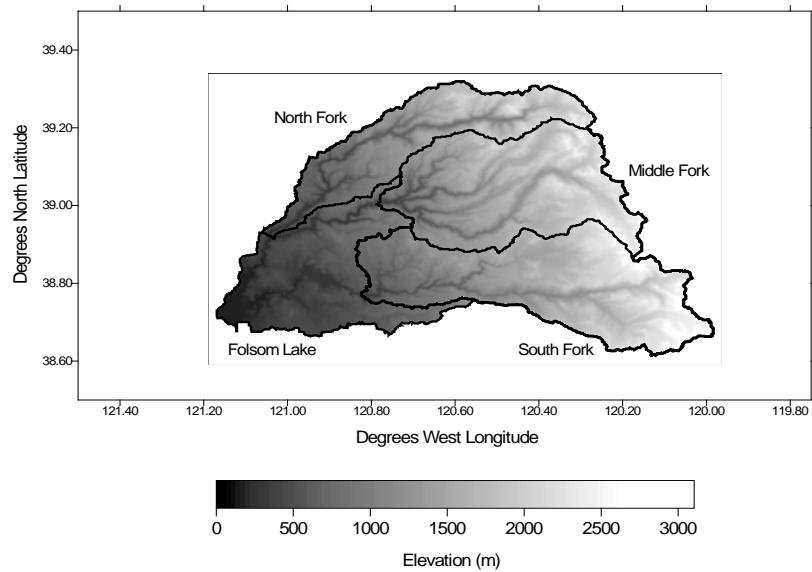 39.40
North Fork
39.20
Middle Fork
39.00
38.80
Folsom Lake
South Fork
38.60
Degrees North Latitude
121.40 121.20 121.00 120.80 120.60 120.40 120.20 120.00 119.80
Degrees West Longitude
0 500 1000 1500 2000 2500 3000
Elevation (m)